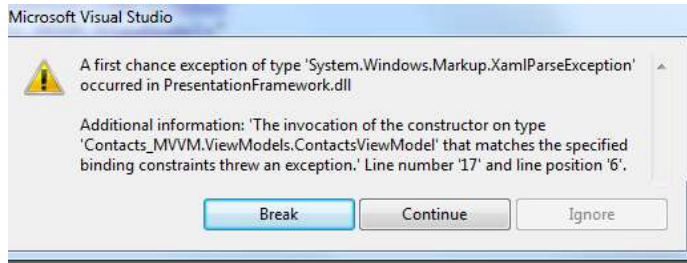 Microsoft Visual Studio
A first chance exception of type 'System.Windows.Markup.XamlParseException'
occurred in PresentationFramework.dll
Additional information: 'The invocation of the constructor on type
'Contacts_MVVM.ViewModels.ContactsViewModel' that matches the specified
binding constraints threw an exception.' Line number '17' and line position '6'.
Break
Continue
Ignore